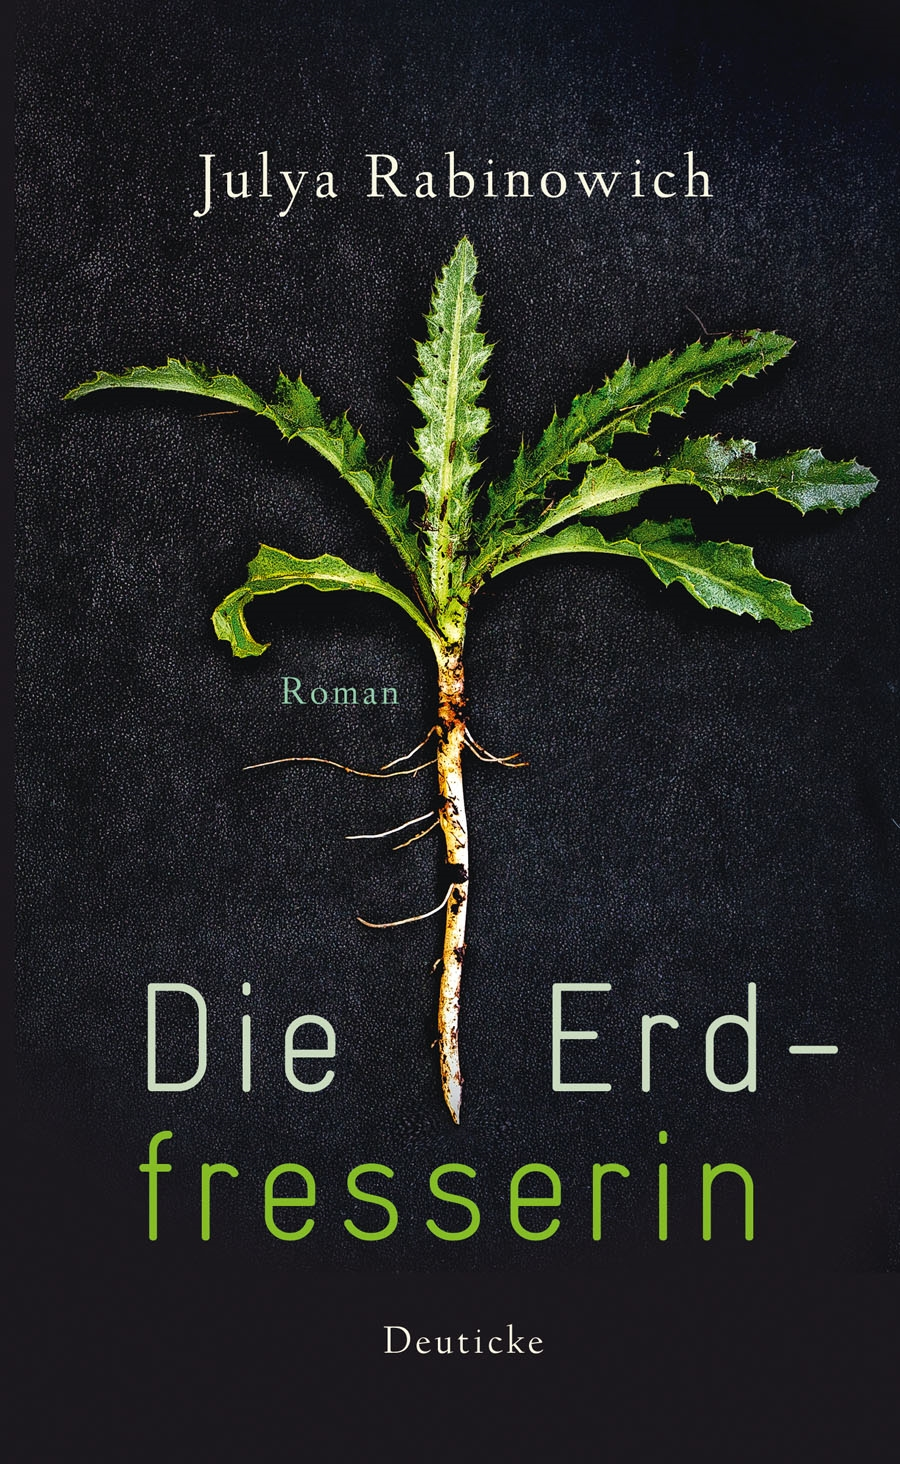 Julya Rabinowich
Roman
Die Erd-
fresserin
Deuticke